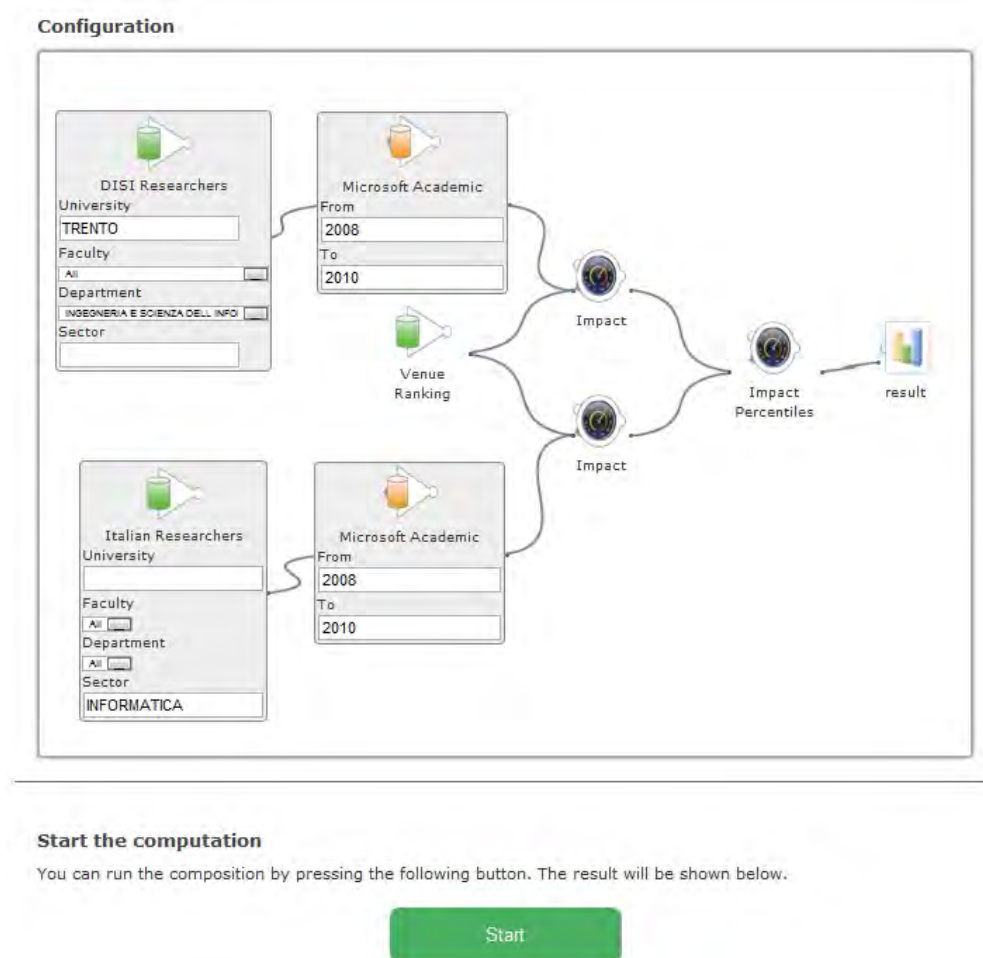 Configuration
DISI Researchers
University
TRENTO
Faculty
All
Department
INGEGNERIA E SCIENZA DELL INFOI
Sector
Microsoft Academic
From
2008
To
2010
Venue
Ranking
Impact
Impact
Impact
Percentiles
result
Italian Researchers
University
Faculty
All
Department
All
Sector
INFORMATICA
Microsoft Academic
From
2008
To
2010
Start the computation
You can run the composition by pressing the following button. The result will be shown below.
Start